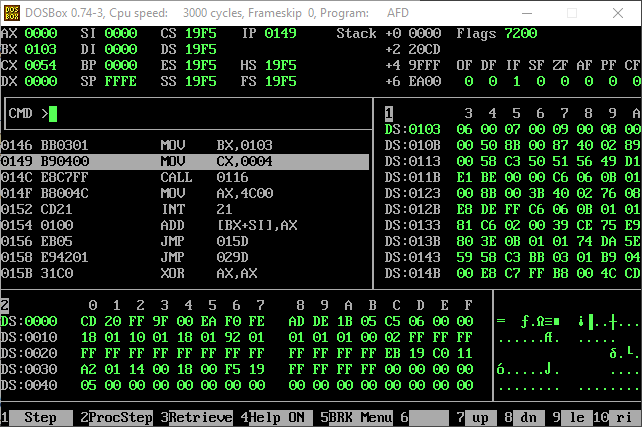 DOSBox 0.74-3, Cpu speed: 3000 cycles, Frameskip 0, Program: AFD
AX 0000 SI 0000 CS 19F5 IP 0149 Stack +0 0000 Flags 7200
BX 0103 DI 0000 DS 19F5 +2 20CD
CX 0054 BP 0000 ES 19F5 HS 19F5 +4 9FFF OF DF IF SF ZF AF PF CF
DX 0000 SP FFFE SS 19F5 FS 19F5 +6 EA00 0 0 1 0 0 0 0 0
CMD > 1 3 4 5 6 7 8 9 A
DS:0103 06 00 07 00 09 00 08 00
0146 BB0301 MOV BX,0103 DS:010B 00 50 8B 00 87 40 02 89
0149 B90400 MOV CX,0004 DS:0113 00 58 C3 50 51 56 49 D1
014C E8C7FF CALL 0116 DS:011B E1 BE 00 00 C6 06 0B 01
014F B8004C MOV AX,4C00 DS:0123 00 8B 00 3B 40 02 76 08
0152 CD21 INT 21 DS:012B E8 DE FF C6 06 0B 01 01
0154 0100 ADD [BX+SI],AX DS:0133 81 C6 02 00 39 CE 75 E9
0156 EB05 JMP 015D DS:013B 80 3E 0B 01 01 74 DA 5E
0158 E94201 JMP 029D DS:0143 59 58 C3 BB 03 01 B9 04
015B 31C0 XOR AX,AX DS:014B 00 E8 C7 FF B8 00 4C CD
2 0 1 2 3 4 5 6 7 8 9 A B C D E F
DS:0000 CD 20 FF 9F 00 EA F0 FE AD DE 1B 05 C5 06 00 00 = ƒ.Ω≡■ ¡▐..┼...
DS:0010 18 01 10 01 18 01 92 01 01 01 01 00 02 FF FF FF ......Æ. .....
DS:0020 FF FF FF FF FF FF FF FF FF FF FF FF EB 19 C0 11 δ.└.
DS:0030 A2 01 14 00 18 00 F5 19 FF FF FF FF 00 00 00 00 ó.....⌡. ....
DS:0040 05 00 00 00 00 00 00 00 00 00 00 00 00 00 00 00 ........ ........
1 Step 2 ProcStep 3 Retrieve 4 Help ON 5 BRK Menu 6 7 up 8 dn 9 le 10 ri